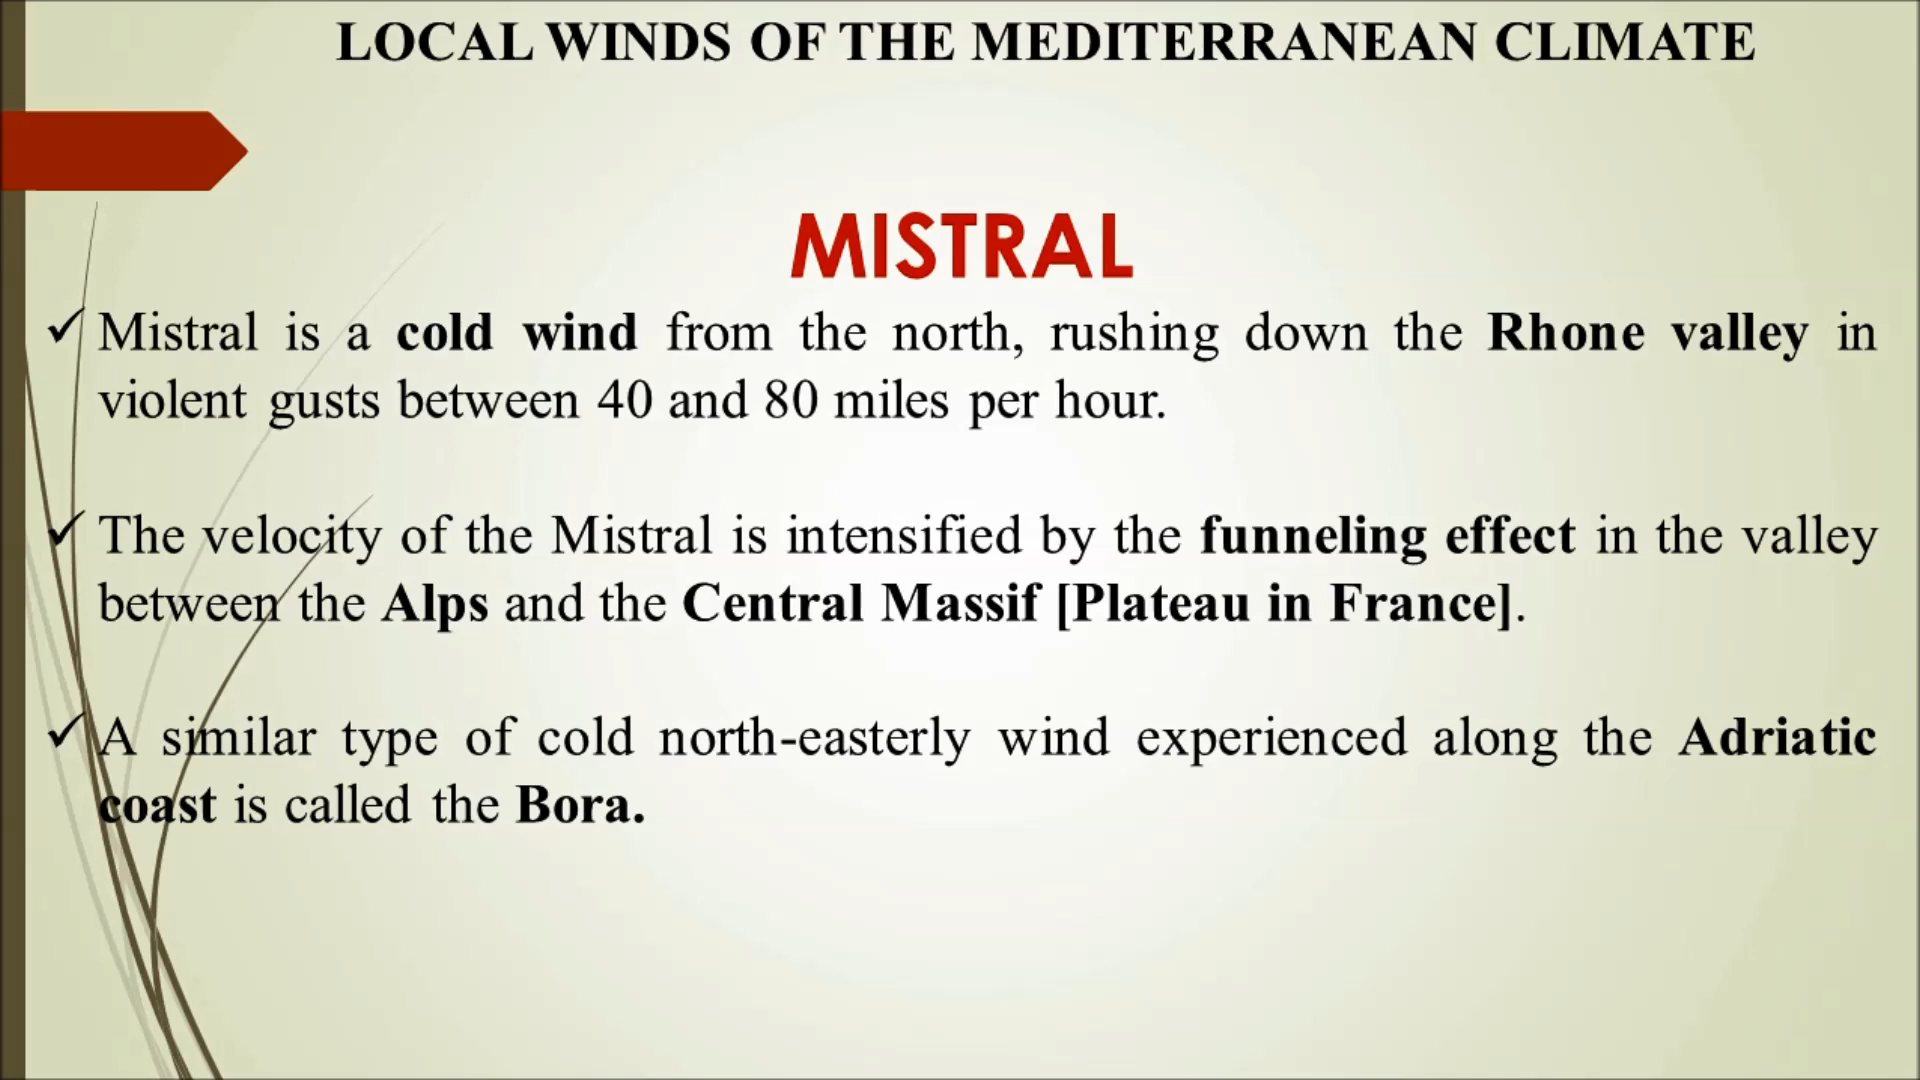 LOCAL WINDS OF THE MEDITERRANEAN CLIMATE
MISTRAL
✓ Mistral is a cold wind from the north, rushing down the Rhone valley in
violent gusts between 40 and 80 miles per hour.
✓ The velocity of the Mistral is intensified by the funneling effect in the valley
between the Alps and the Central Massif [Plateau in France].
✓ A similar type of cold north-easterly wind experienced along the Adriatic
coast is called the Bora.